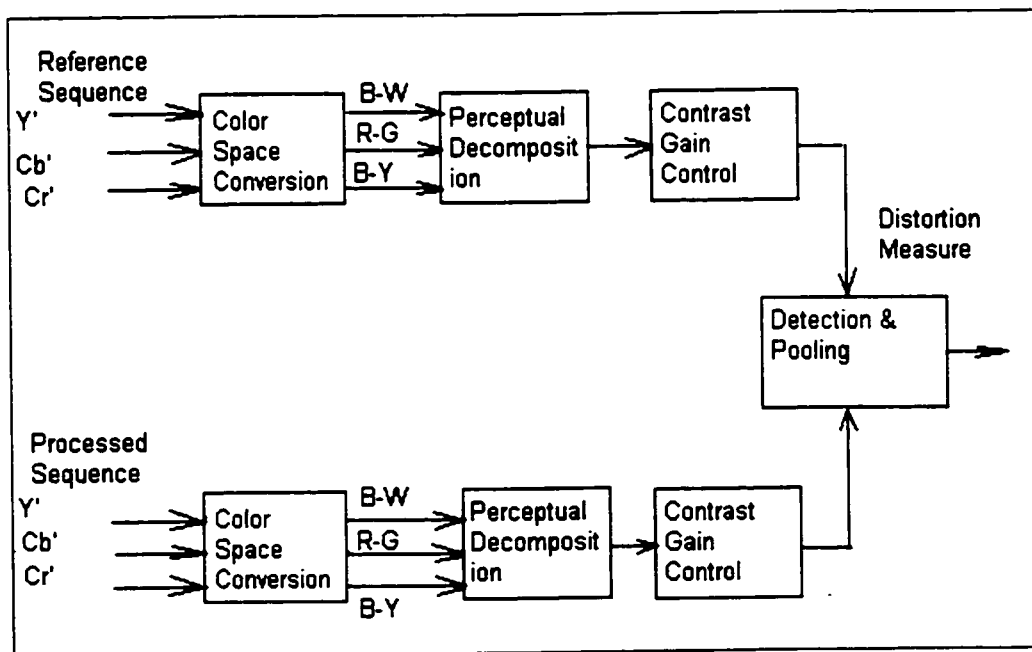 Reference
Sequence
Y'
Cb'
Cr'
Color
Space
Conversion
B-W
R-G
B-Y
Perceptual
Decomposit
ion
Contrast
Gain
Control
Distortion
Measure
Detection &
Pooling
Processed
Sequence
Y'
Cb'
Cr'
Color
Space
Conversion
B-W
R-G
B-Y
Perceptual
Decomposit
ion
Contrast
Gain
Control